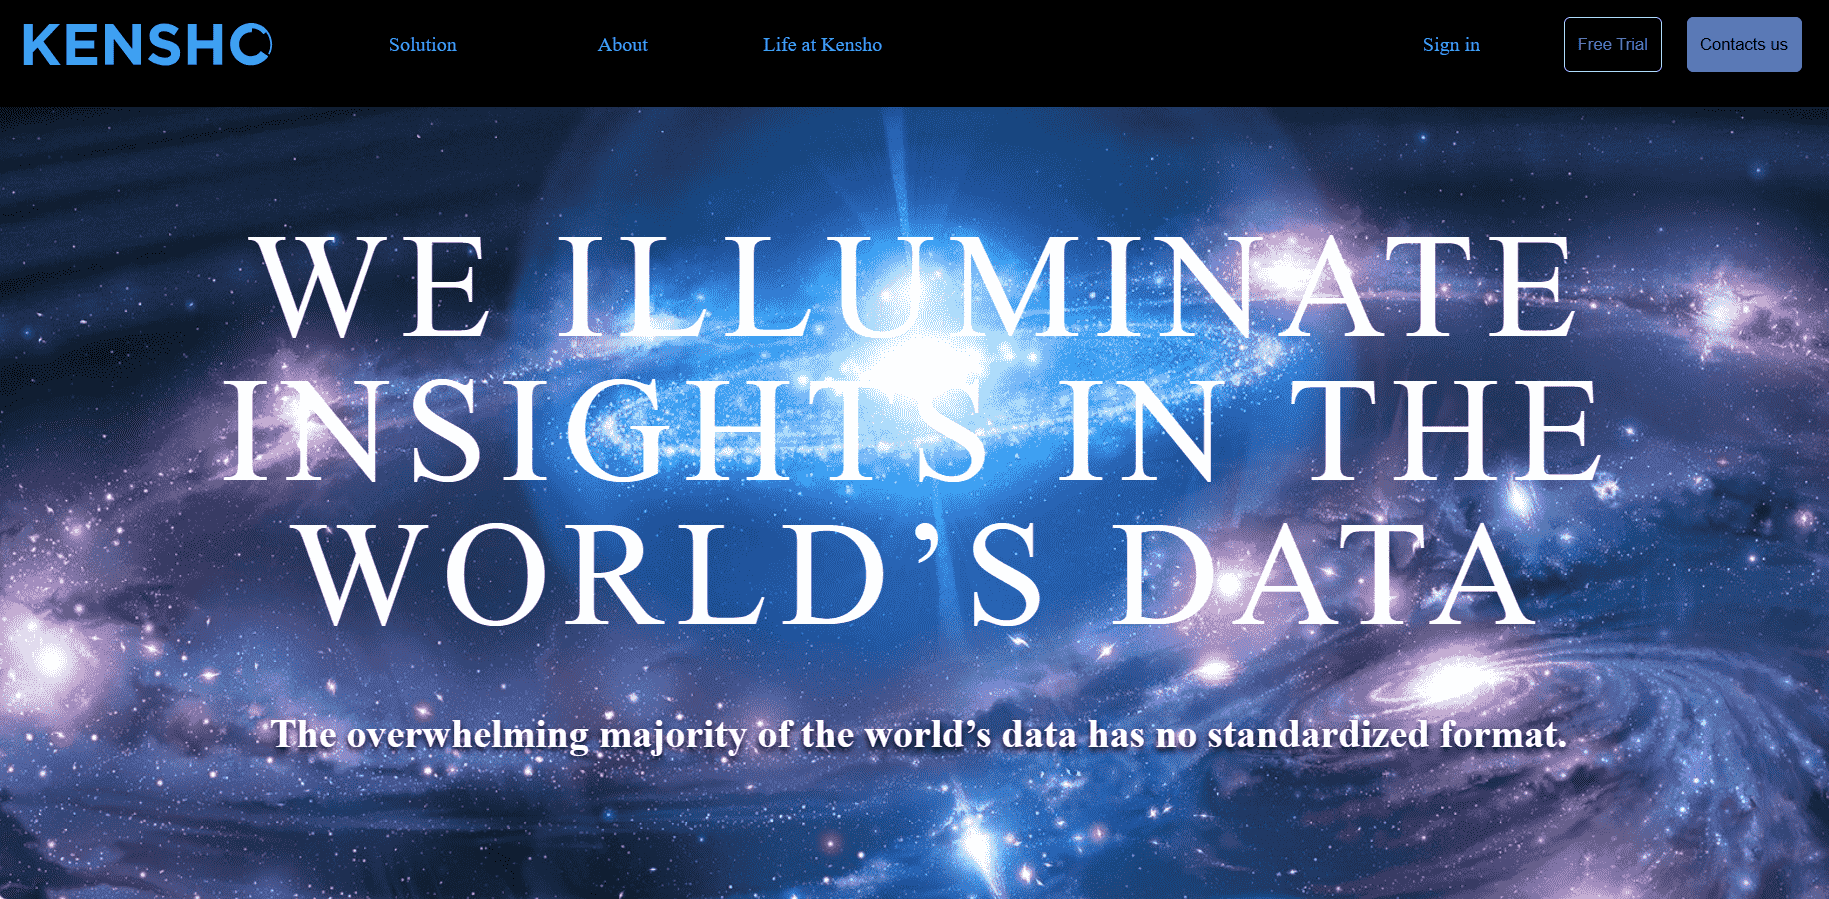 KENSHO
Solution About Life at Kensho Sign in Free Trial Contacts us
WE ILLUMINATE
INSIGHTS IN THE
WORLD’S DATA
The overwhelming majority of the world’s data has no standardized format.